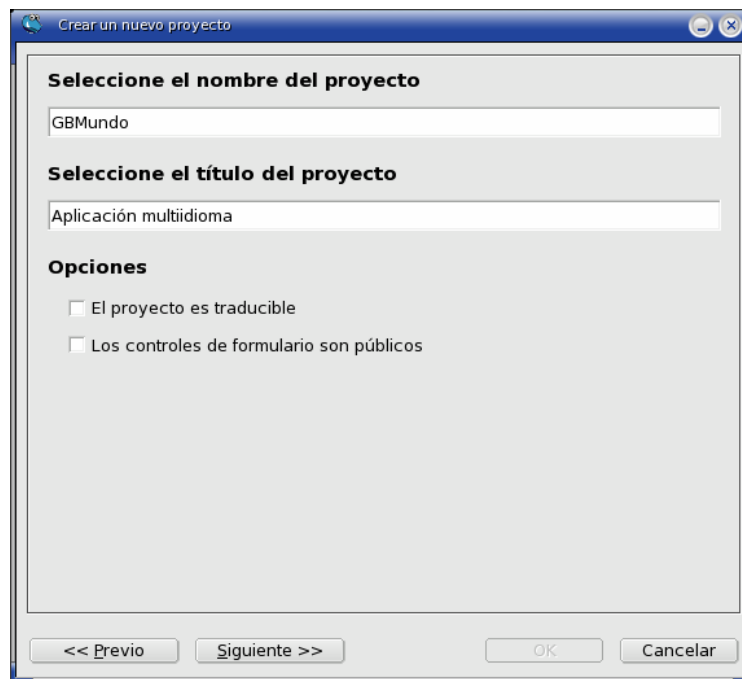 Crear un nuevo proyecto
Seleccione el nombre del proyecto
GBMundo
Seleccione el título del proyecto
Aplicación multiidioma
Opciones
El proyecto es traducible
Los controles de formulario son públicos
<< Previo
Siguiente >>
OK
Cancelar